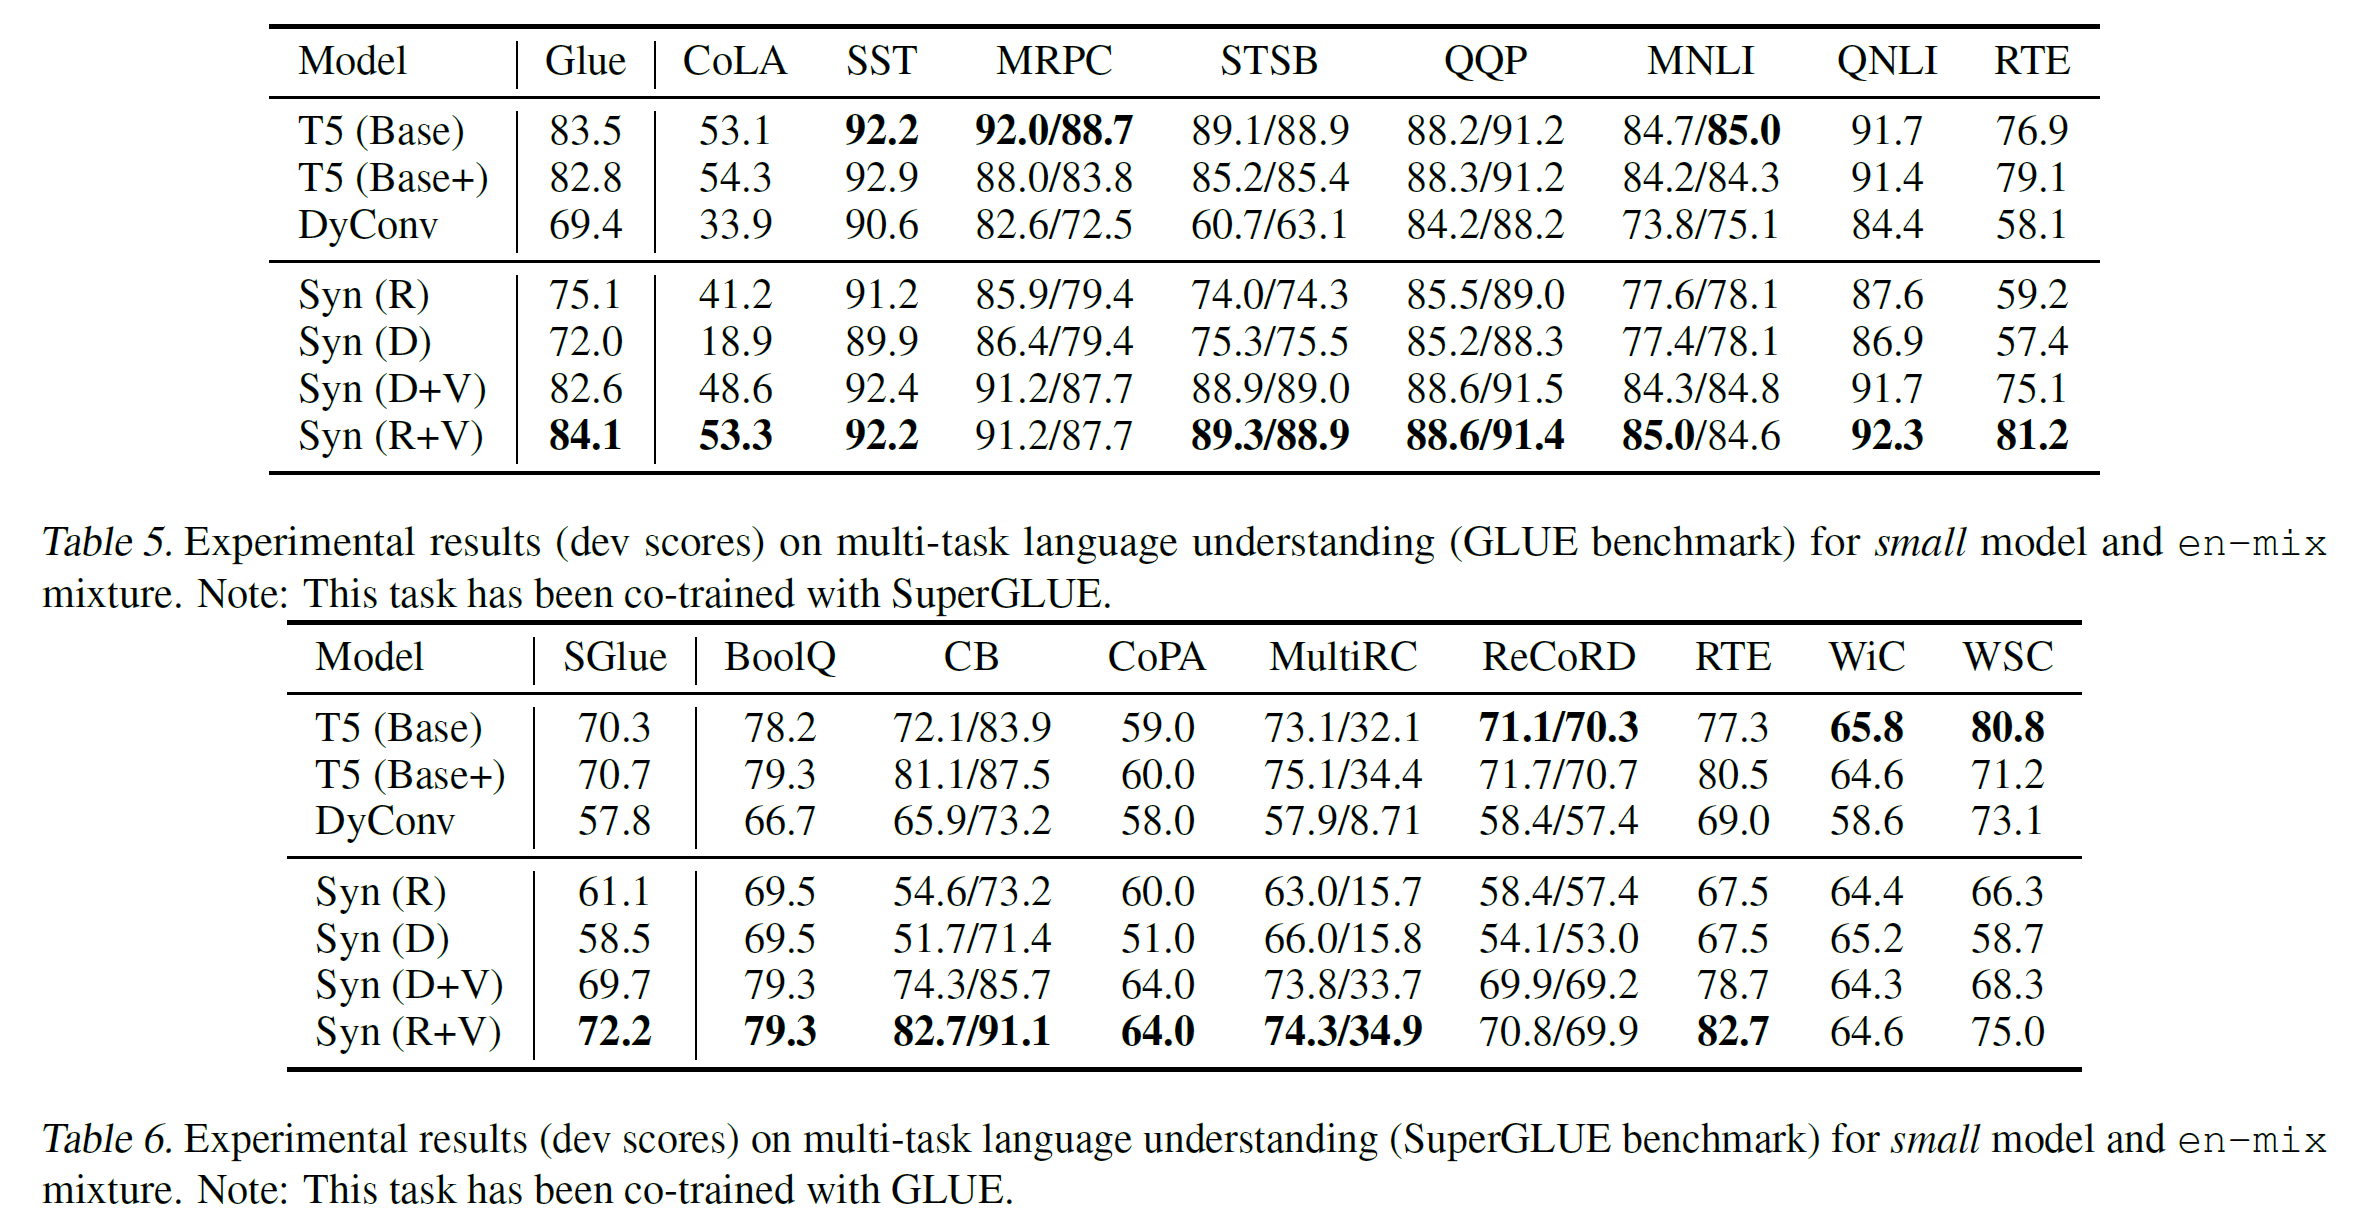 Model Glue CoLA SST MRPC STSB QQP MNLI QNLI RTE
T5 (Base) 83.5 53.1 92.2 92.0/88.7 89.1/88.9 88.2/91.2 84.7/85.0 91.7 76.9
T5 (Base+) 82.8 54.3 92.9 88.0/83.8 85.2/85.4 88.3/91.2 84.2/84.3 91.4 79.1
DyConv 69.4 33.9 90.6 82.6/72.5 60.7/63.1 84.2/88.2 73.8/75.1 84.4 58.1
Syn (R) 75.1 41.2 91.2 85.9/79.4 74.0/74.3 85.5/89.0 77.6/78.1 87.6 59.2
Syn (D) 72.0 18.9 89.9 86.4/79.4 75.3/75.5 85.2/88.3 77.4/78.1 86.9 57.4
Syn (D+V) 82.6 48.6 92.4 91.2/87.7 88.9/89.0 88.6/91.5 84.3/84.8 91.7 75.1
Syn (R+V) 84.1 53.3 92.2 91.2/87.7 89.3/88.9 88.6/91.4 85.0/84.6 92.3 81.2
Table 5. Experimental results (dev scores) on multi-task language understanding (GLUE benchmark) for small model and en-mix
mixture. Note: This task has been co-trained with SuperGLUE.
Model SGlue BoolQ CB CoPA MultiRC ReCoRD RTE WiC WSC
T5 (Base) 70.3 78.2 72.1/83.9 59.0 73.1/32.1 71.1/70.3 77.3 65.8 80.8
T5 (Base+) 70.7 79.3 81.1/87.5 60.0 75.1/34.4 71.7/70.7 80.5 64.6 71.2
DyConv 57.8 66.7 65.9/73.2 58.0 57.9/8.71 58.4/57.4 69.0 58.6 73.1
Syn (R) 61.1 69.5 54.6/73.2 60.0 63.0/15.7 58.4/57.4 67.5 64.4 66.3
Syn (D) 58.5 69.5 51.7/71.4 51.0 66.0/15.8 54.1/53.0 67.5 65.2 58.7
Syn (D+V) 69.7 79.3 74.3/85.7 64.0 73.8/33.7 69.9/69.2 78.7 64.3 68.3
Syn (R+V) 72.2 79.3 82.7/91.1 64.0 74.3/34.9 70.8/69.9 82.7 64.6 75.0
Table 6. Experimental results (dev scores) on multi-task language understanding (SuperGLUE benchmark) for small model and en-mix
mixture. Note: This task has been co-trained with GLUE.